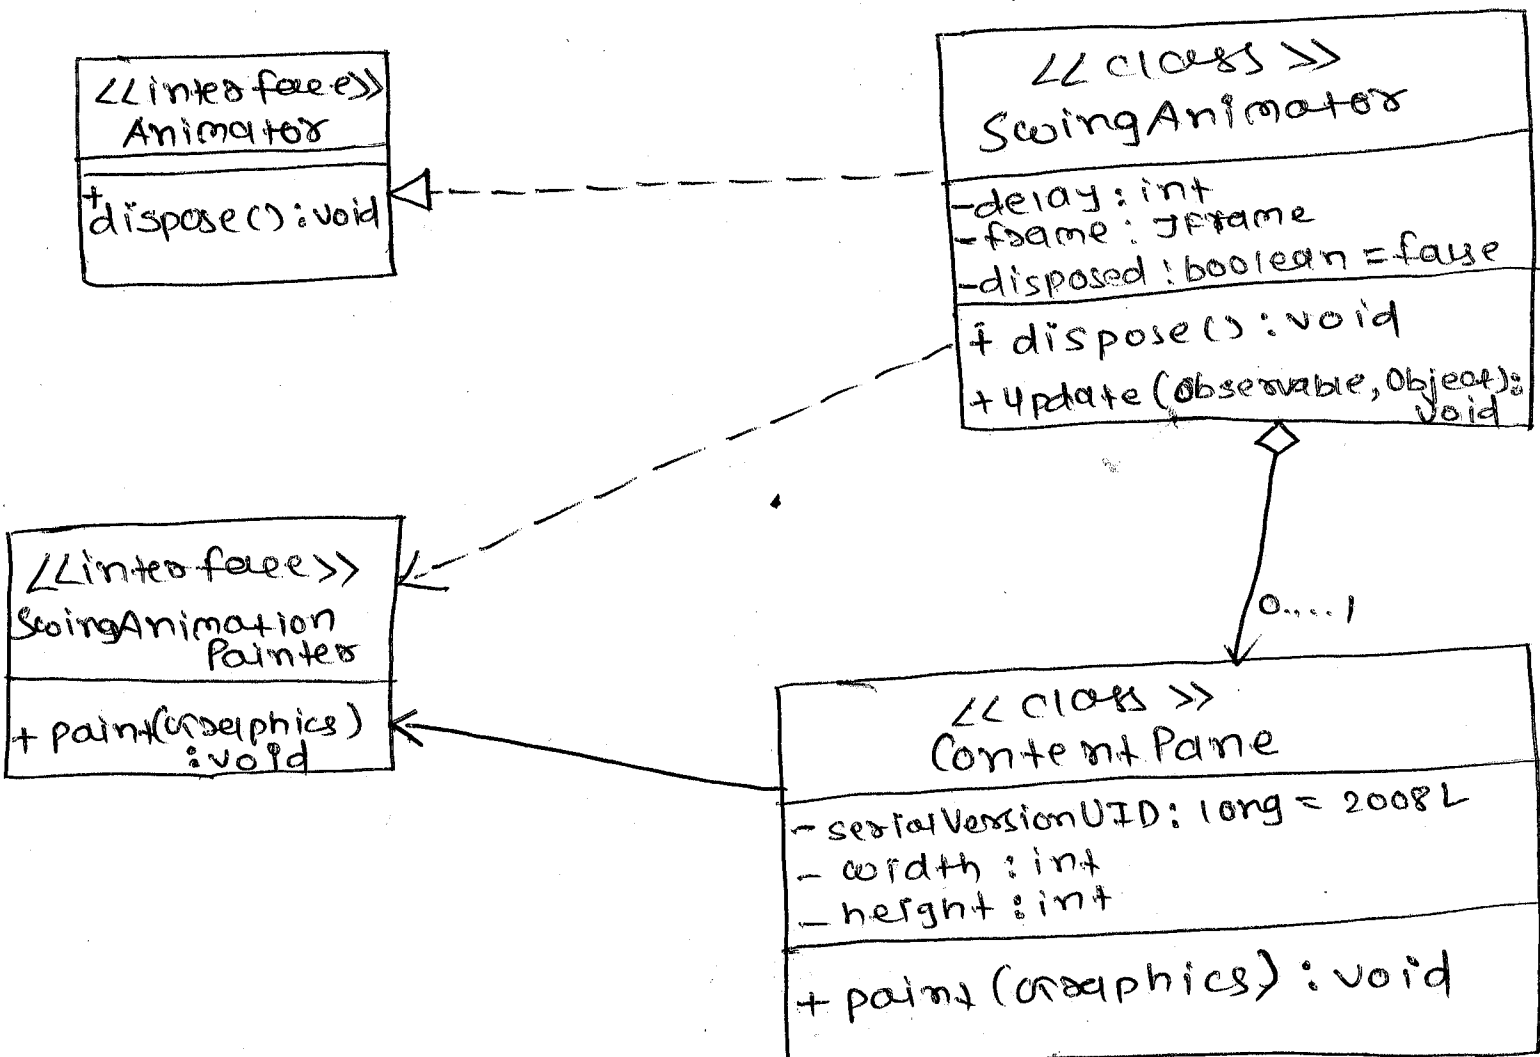 <<interface>>
Animator
+
dispose():void
<<class>>
SwingAnimator
-delay:int
-frame: JFrame
-disposed:boolean=false
+ dispose():void
+update(Observable,Object):
void
<<interface>>
SwingAnimation
Painter
+ paint(Graphics)
:void
0....1
<<class>>
ContentPane
- serialVersionUID: long = 2008L
- width : int
- height : int
+ paint (Graphics) : void